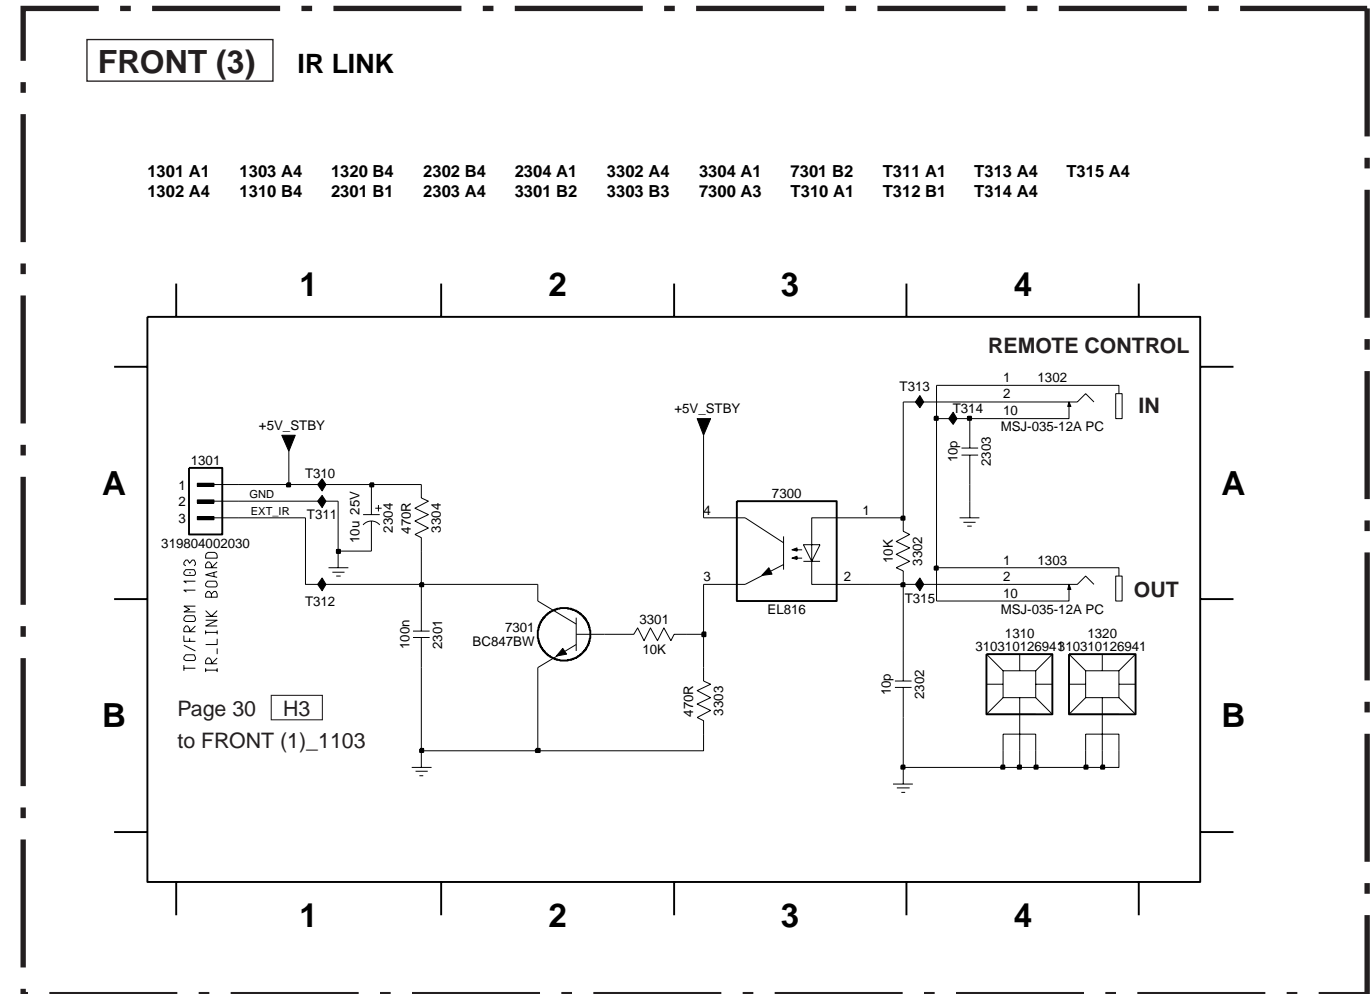 FRONT (3) IR LINK
1301 A1 1303 A4 1320 B4 2302 B4 2304 A1 3302 A4 3304 A1 7301 B2 T311 A1 T313 A4 T315 A4
1302 A4 1310 B4 2301 B1 2303 A4 3301 B2 3303 B3 7300 A3 T310 A1 T312 B1 T314 A4
1 2 3 4
REMOTE CONTROL
T313
1 1302
2
T314
10
IN
MSJ-035-12A PC
10p
2303
+5V_STBY
+5V_STBY
A
A
1301
1
2
3
GND
EXT_IR
T310
T311
10u 25V
+
2304
470R
3304
319804002030
TO/FROM 1103
IR_LINK BOARD
T312
7300
4
1
3
2
EL816
10K
3302
T315
1 1303
2
10
OUT
MSJ-035-12A PC
100n
2301
7301
BC847BW
3301
10K
470R
3303
10p
2302
1310
310310126941
1320
310310126941
B
B
Page 30 H3
to FRONT (1)_1103
1 2 3 4